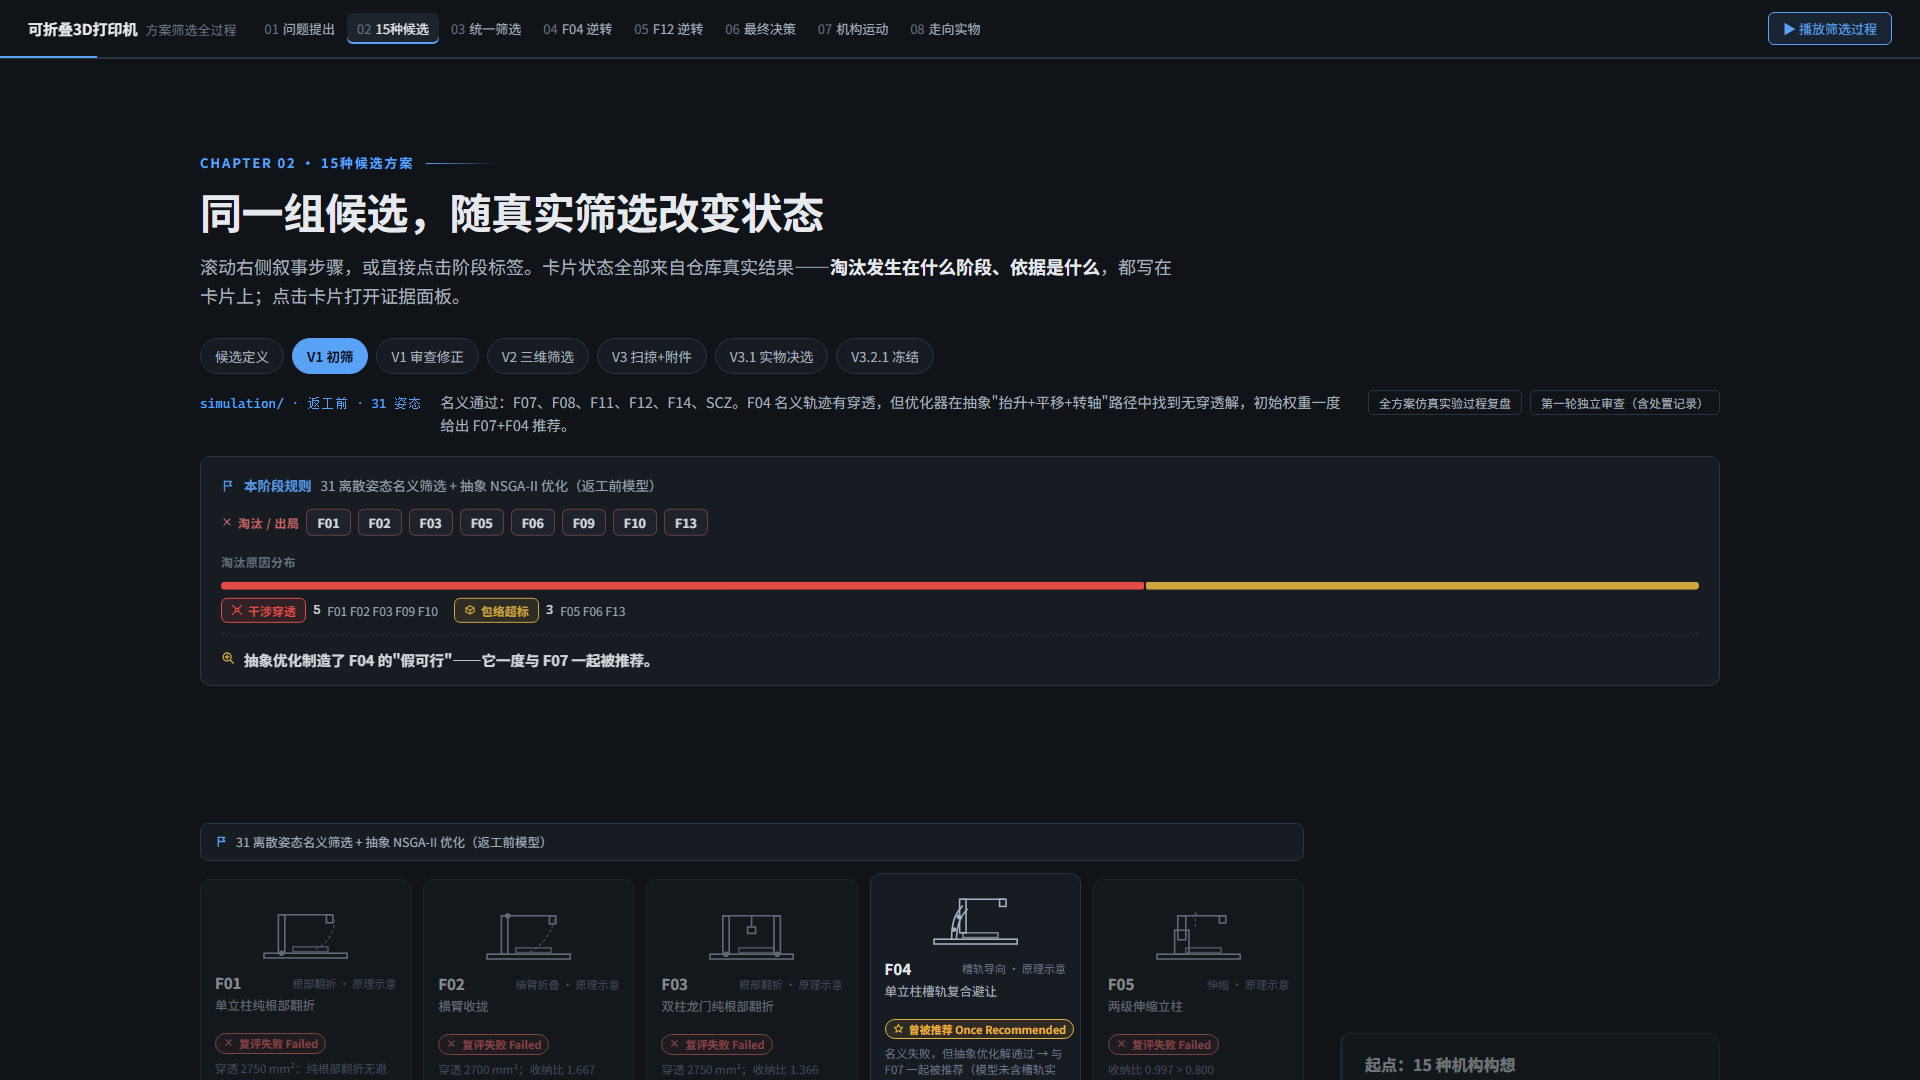 可折叠3D打印机 方案筛选全过程 01 问题提出 02 15种候选 03 统一筛选 04 F04 逆转 05 F12 逆转 06 最终决策 07 机构运动 08 走向实物 ▶ 播放筛选过程
CHAPTER 02 · 15种候选方案
同一组候选，随真实筛选改变状态
滚动右侧叙事步骤，或直接点击阶段标签。卡片状态全部来自仓库真实结果——淘汰发生在什么阶段、依据是什么，都写在
卡片上；点击卡片打开证据面板。
候选定义 V1 初筛 V1 审查修正 V2 三维筛选 V3 扫掠+附件 V3.1 实物决选 V3.2.1 冻结
simulation/ · 返工前 · 31 姿态
名义通过：F07、F08、F11、F12、F14、SCZ。F04 名义轨迹有穿透，但优化器在抽象"抬升+平移+转轴"路径中找到无穿透解，初始权重一度
给出 F07+F04 推荐。
全方案仿真实验过程复盘 第一轮独立审查（含处置记录）
本阶段规则 31 离散姿态名义筛选 + 抽象 NSGA-II 优化（返工前模型）
× 淘汰 / 出局 F01 F02 F03 F05 F06 F09 F10 F13
淘汰原因分布
干涉穿透 5 F01 F02 F03 F09 F10 包络超标 3 F05 F06 F13
抽象优化制造了 F04 的"假可行"——它一度与 F07 一起被推荐。
31 离散姿态名义筛选 + 抽象 NSGA-II 优化（返工前模型）
F01 根部翻折 · 原理示意
单立柱纯根部翻折
× 复评失败 Failed
穿透 2750 mm²：纯根部翻折无避
F02 横臂折叠 · 原理示意
横臂收拢
× 复评失败 Failed
穿透 2700 mm²；收纳比 1.667
F03 根部翻折 · 原理示意
双柱龙门纯根部翻折
× 复评失败 Failed
穿透 2750 mm²；收纳比 1.366
F04 槽轨导向 · 原理示意
单立柱槽轨复合避让
☆ 曾被推荐 Once Recommended
名义失败，但抽象优化解通过 → 与
F07 一起被推荐（模型未含槽轨实
F05 伸缩 · 原理示意
两级伸缩立柱
× 复评失败 Failed
收纳比 0.997 > 0.800
起点：15 种机构构想